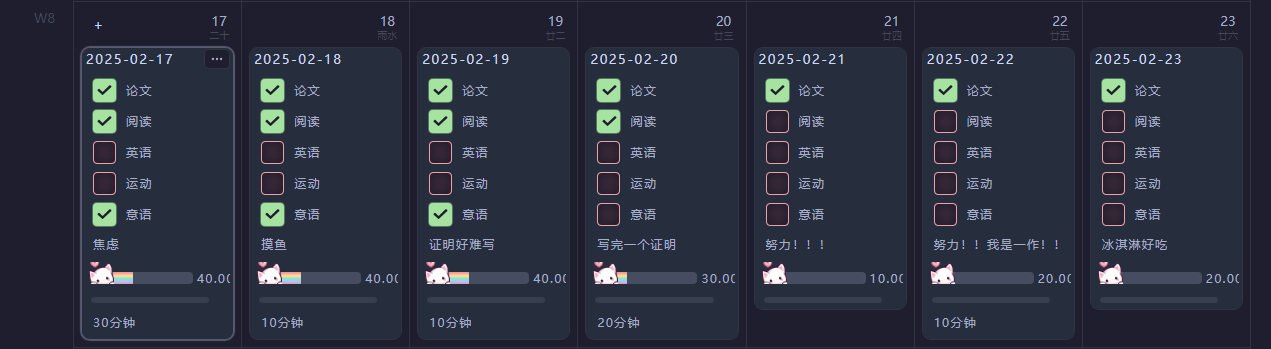 W8
+
17
二十
2025-02-17
论文
阅读
英语
运动
意语
焦虑
40.00
30分钟
18
雨水
2025-02-18
论文
阅读
英语
运动
意语
摸鱼
40.00
10分钟
19
廿二
2025-02-19
论文
阅读
英语
运动
意语
证明好难写
40.00
10分钟
20
廿三
2025-02-20
论文
阅读
英语
运动
意语
写完一个证明
30.00
20分钟
21
廿四
2025-02-21
论文
阅读
英语
运动
意语
努力！！！
10.00
22
廿五
2025-02-22
论文
阅读
英语
运动
意语
努力！！我是一作！！
20.00
10分钟
23
廿六
2025-02-23
论文
阅读
英语
运动
意语
冰淇淋好吃
20.00